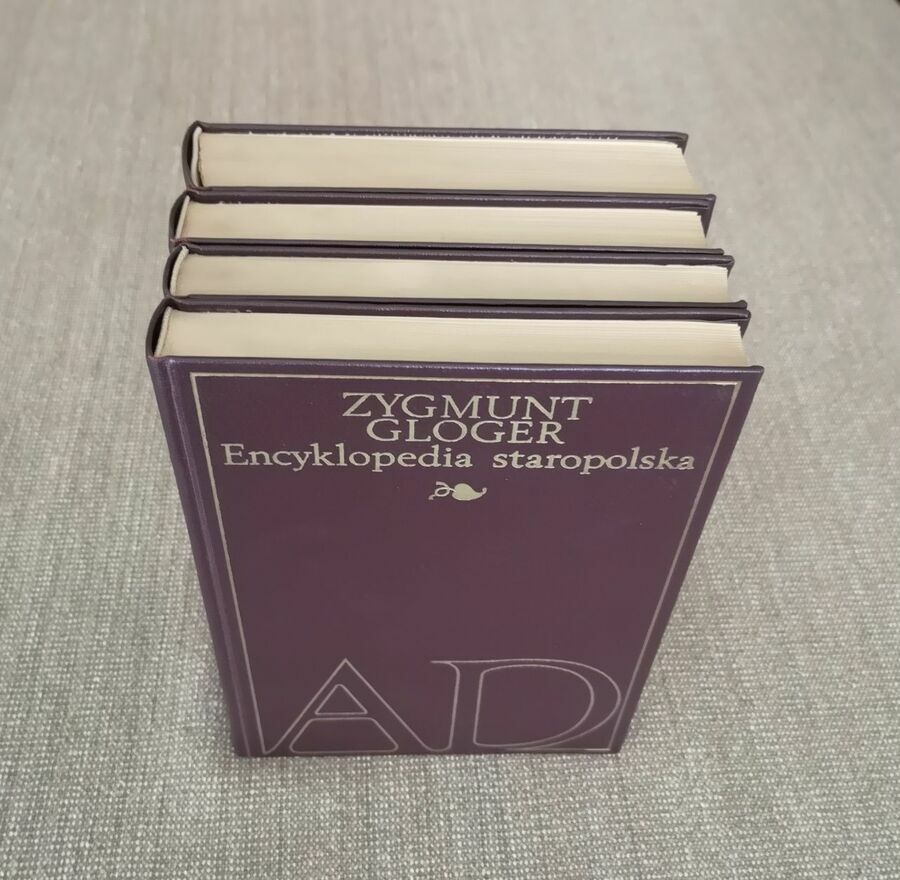 ZYGMUNT
GLOGER
Encyklopedia staropolska
AD